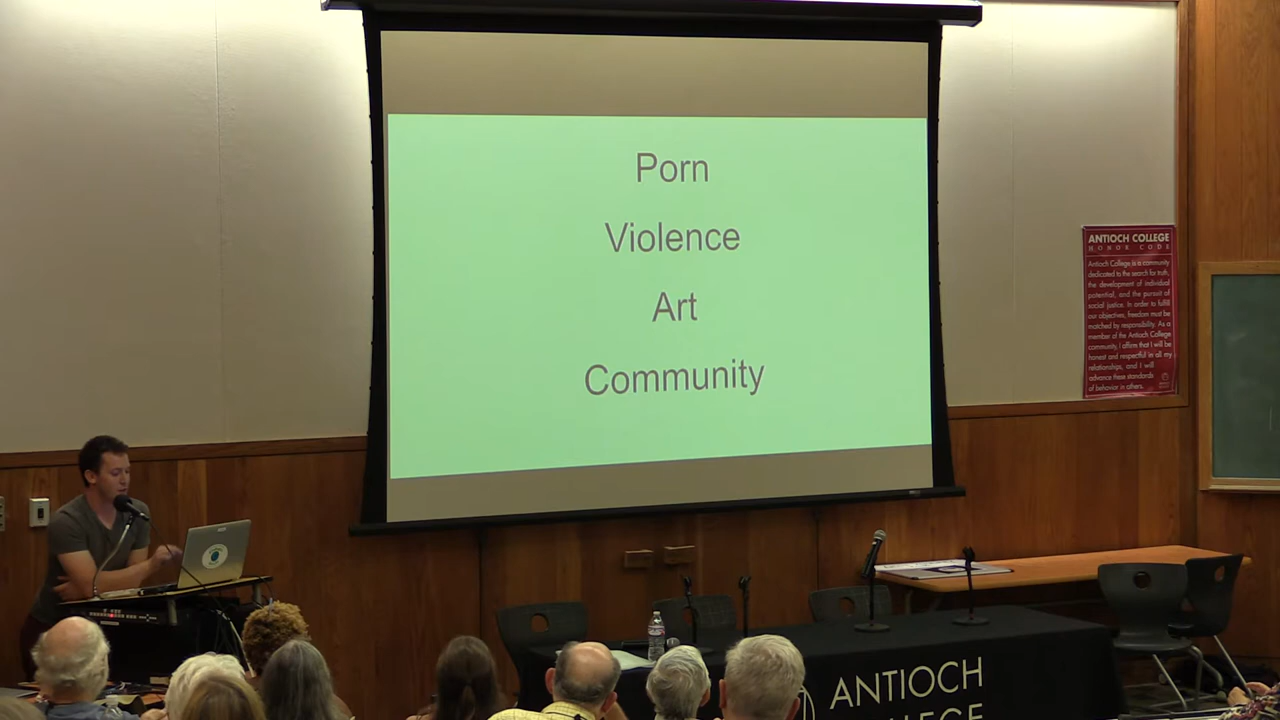 Porn
Violence
Art
Community
ANTIOCH COLLEGE
HONOR CODE
Antioch College is a community
dedicated to the search for truth,
the development of individual
potential, and the pursuit of
social justice. In order to fulfill
our objectives, freedom must be
matched by responsibility. As a
member of the Antioch College
community, I affirm that I will be
honest and respectful in all my
relationships, and I will
advance these standards
of behavior in others.
ANTIOCH
COLLEGE